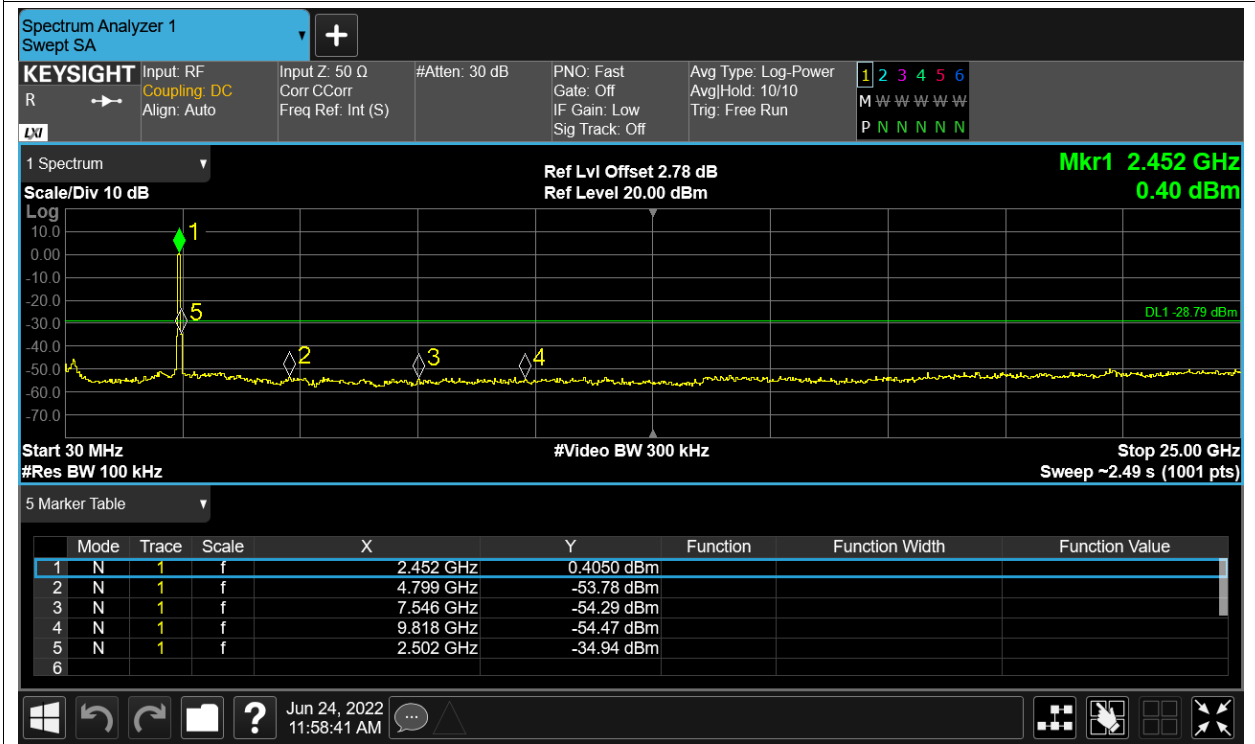 Spectrum Analyzer 1
Swept SA
+
KEYSIGHT
R
LXI
Input: RF
Coupling: DC
Align: Auto
Input Z: 50 Ω
Corr CCorr
Freq Ref: Int (S)
#Atten: 30 dB
PNO: Fast
Gate: Off
IF Gain: Low
Sig Track: Off
Avg Type: Log-Power
Avg|Hold: 10/10
Trig: Free Run
1 2 3 4 5 6
M W W W W W
P N N N N N
1 Spectrum
Scale/Div 10 dB
Ref Lvl Offset 2.78 dB
Ref Level 20.00 dBm
Mkr1 2.452 GHz
0.40 dBm
Log
10.0
0.00
-10.0
-20.0
-30.0
-40.0
-50.0
-60.0
-70.0
1
5
2
3
4
DL1 -28.79 dBm
Start 30 MHz
#Video BW 300 kHz
Stop 25.00 GHz
#Res BW 100 kHz
Sweep ~2.49 s (1001 pts)
5 Marker Table
Mode Trace Scale X Y Function Function Width Function Value
1 N 1 f 2.452 GHz 0.4050 dBm
2 N 1 f 4.799 GHz -53.78 dBm
3 N 1 f 7.546 GHz -54.29 dBm
4 N 1 f 9.818 GHz -54.47 dBm
5 N 1 f 2.502 GHz -34.94 dBm
6
?
Jun 24, 2022
11:58:41 AM